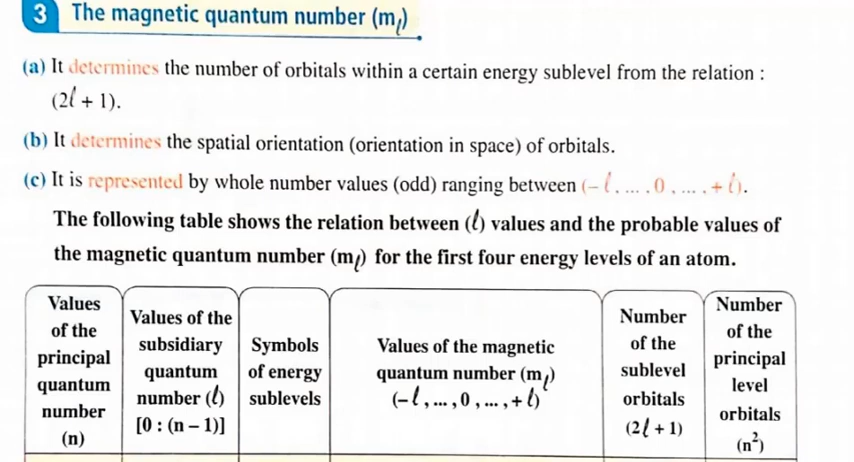 3 The magnetic quantum number (mℓ)
(a) It determines the number of orbitals within a certain energy sublevel from the relation :
(2ℓ + 1).
(b) It determines the spatial orientation (orientation in space) of orbitals.
(c) It is represented by whole number values (odd) ranging between (– ℓ, ... , 0 , ... , + ℓ).
The following table shows the relation between (ℓ) values and the probable values of
the magnetic quantum number (mℓ) for the first four energy levels of an atom.
Values
of the
principal
quantum
number
(n)
Values of the
subsidiary
quantum
number (ℓ)
[0 : (n – 1)]
Symbols
of energy
sublevels
Values of the magnetic
quantum number (mℓ)
(–ℓ , ... , 0 , ... , + ℓ)
Number
of the
sublevel
orbitals
(2ℓ + 1)
Number
of the
principal
level
orbitals
(n²)